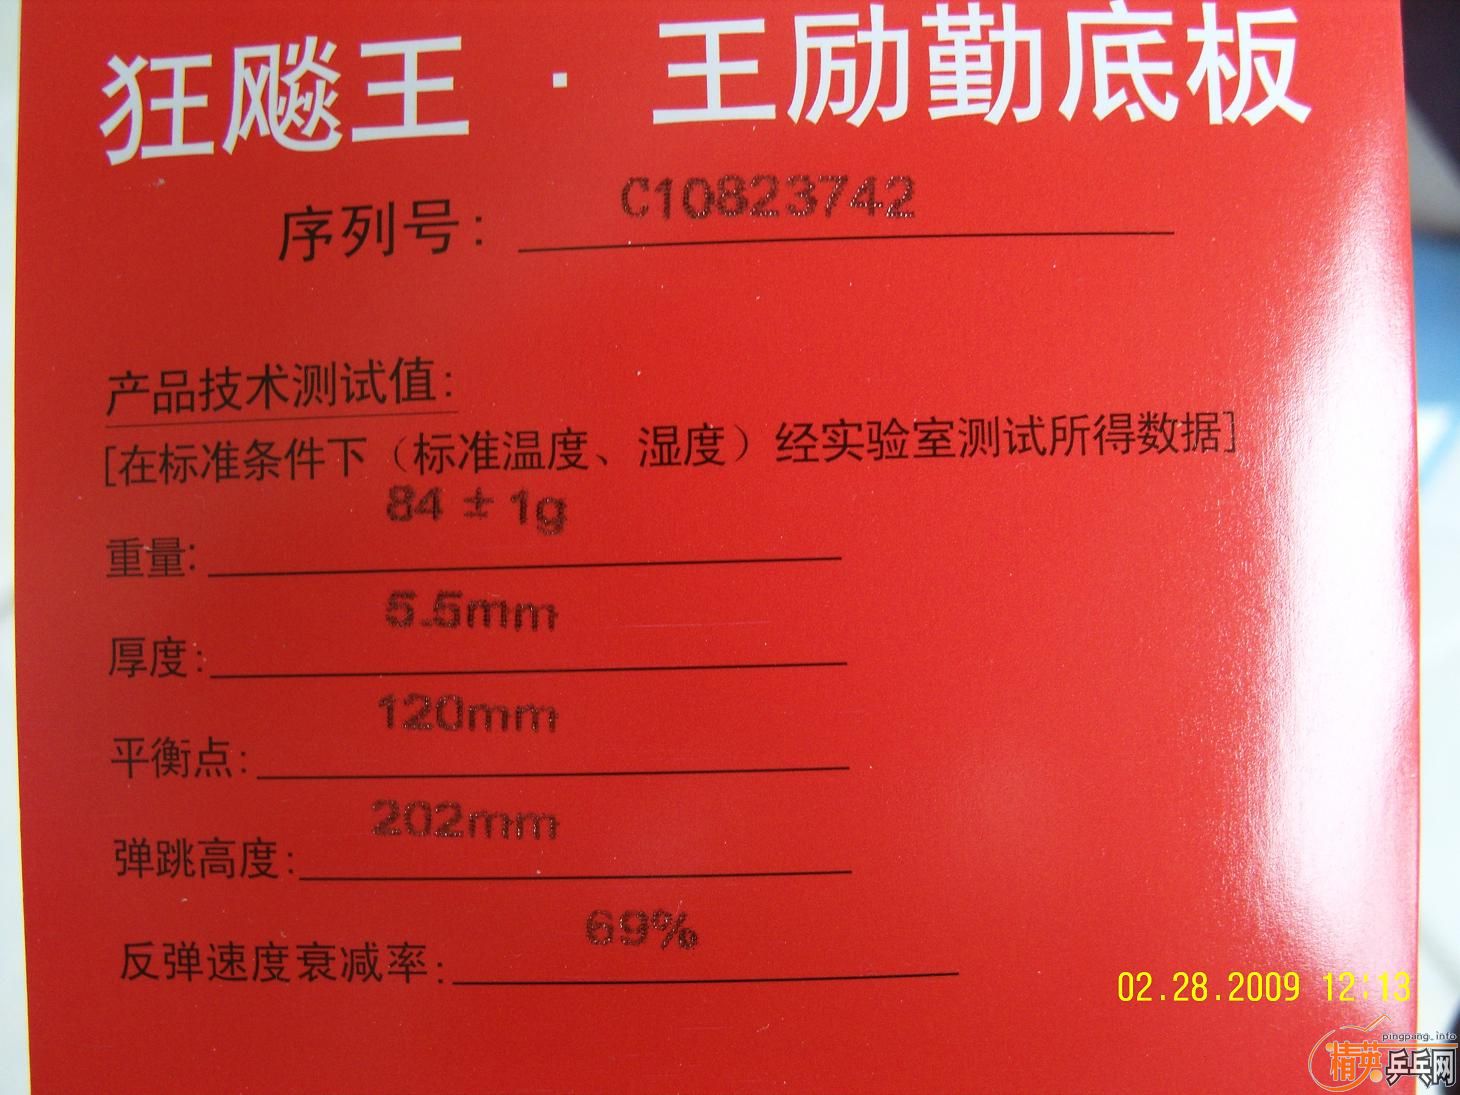 狂飚王 · 王励勤底板
序列号: C10823742
产品技术测试值:
[在标准条件下（标准温度、湿度）经实验室测试所得数据]
重量: 84 ± 1g
厚度: 5.5mm
平衡点: 120mm
弹跳高度: 202mm
反弹速度衰减率: 69%
02.28.2009 12:13
pingpang.info
精英乒乓网